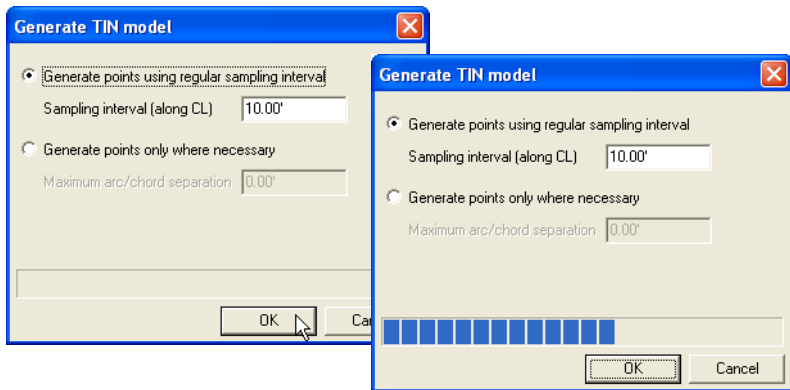 Generate TIN model
Generate points using regular sampling interval
Sampling interval (along CL) 10.00'
Generate points only where necessary
Maximum arc/chord separation 0.00'
OK Ca
Generate TIN model
Generate points using regular sampling interval
Sampling interval (along CL) 10.00'
Generate points only where necessary
Maximum arc/chord separation 0.00'
OK Cancel